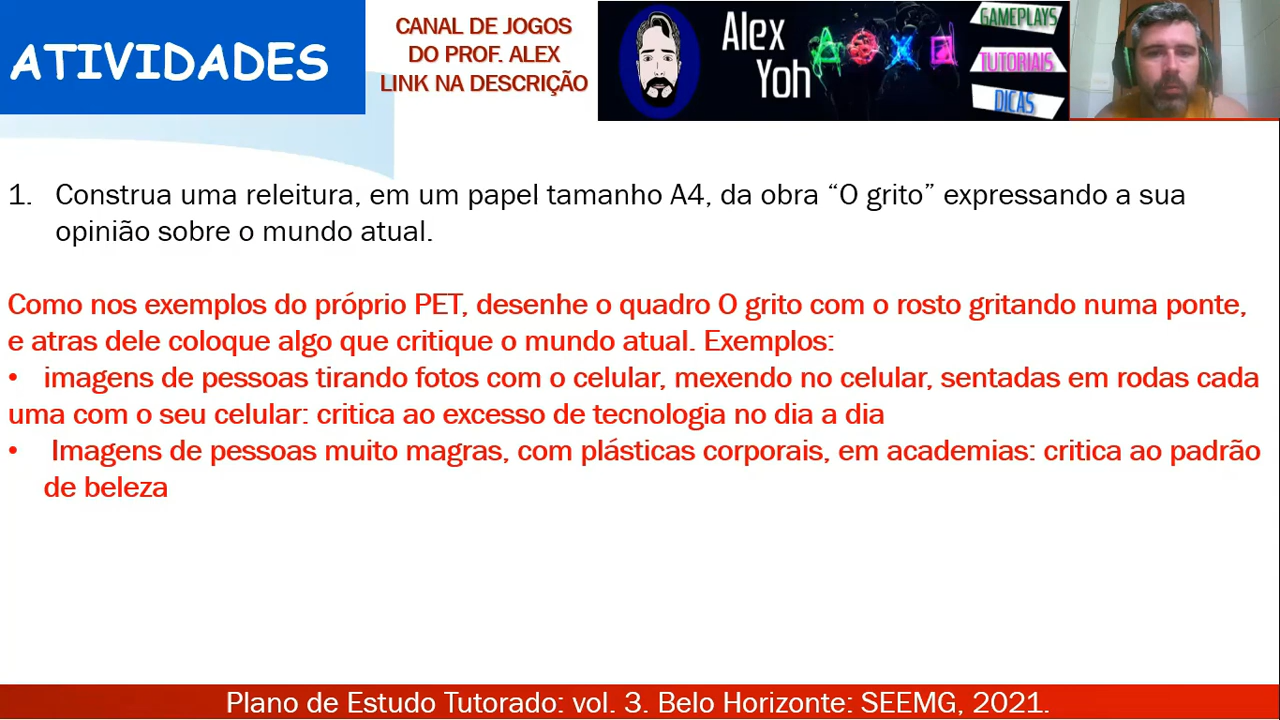 ATIVIDADES
CANAL DE JOGOS
DO PROF. ALEX
LINK NA DESCRIÇÃO
Alex
Yoh
GAMEPLAYS
TUTORIAIS
DICAS
1. Construa uma releitura, em um papel tamanho A4, da obra “O grito” expressando a sua
opinião sobre o mundo atual.
Como nos exemplos do próprio PET, desenhe o quadro O grito com o rosto gritando numa ponte,
e atras dele coloque algo que critique o mundo atual. Exemplos:
• imagens de pessoas tirando fotos com o celular, mexendo no celular, sentadas em rodas cada
uma com o seu celular: critica ao excesso de tecnologia no dia a dia
• Imagens de pessoas muito magras, com plásticas corporais, em academias: critica ao padrão
de beleza
Plano de Estudo Tutorado: vol. 3. Belo Horizonte: SEEMG, 2021.